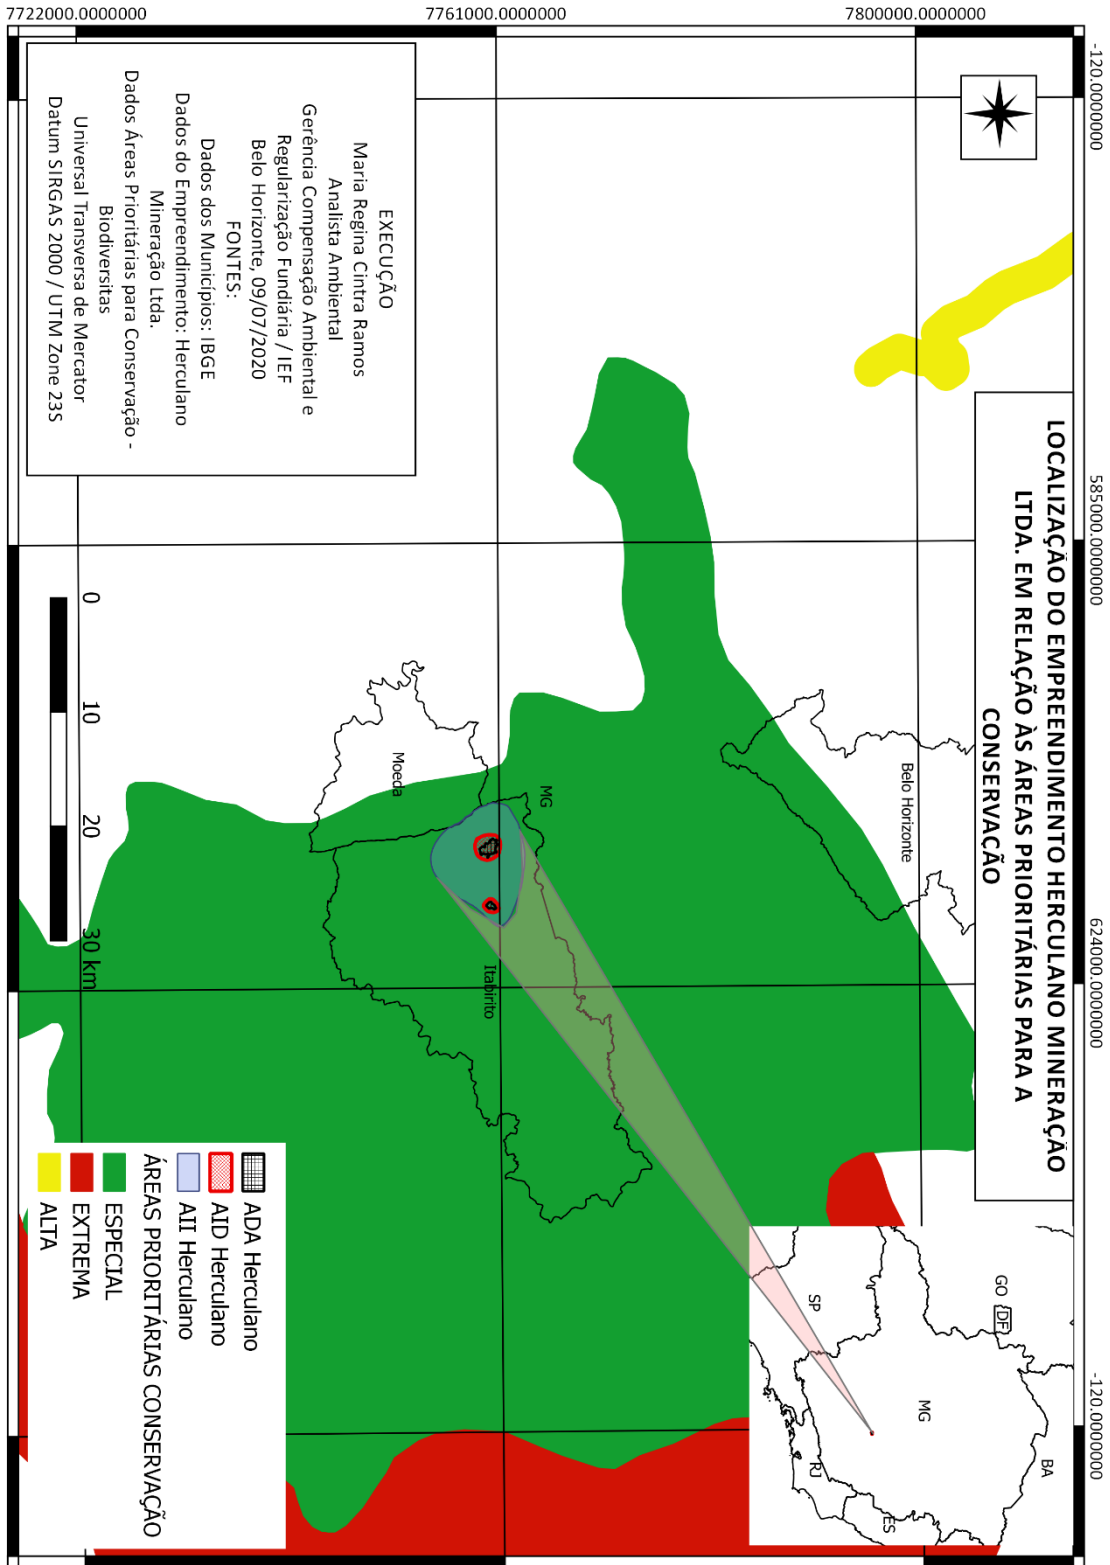 LOCALIZAÇÃO DO EMPREENDIMENTO HERCULANO MINERAÇÃO
LTDA. EM RELAÇÃO ÀS ÁREAS PRIORITÁRIAS PARA A
CONSERVAÇÃO
-120.0000000
585000.0000000
624000.0000000
-120.0000000
7800000.0000000
7761000.0000000
7722000.0000000
Belo Horizonte
MG
Moeda
Itabirito
GO
DF
BA
MG
SP
RJ
ES
EXECUÇÃO
Maria Regina Cintra Ramos
Analista Ambiental
Gerência Compensação Ambiental e
Regularização Fundiária / IEF
Belo Horizonte, 09/07/2020
FONTES:
Dados dos Municípios: IBGE
Dados do Empreendimento: Herculano
Mineração Ltda.
Dados Áreas Prioritárias para Conservação -
Biodiversitas
Universal Transversa de Mercator
Datum SIRGAS 2000 / UTM Zone 23S
0
10
20
30 km
ADA Herculano
AID Herculano
AII Herculano
ÁREAS PRIORITÁRIAS CONSERVAÇÃO
ESPECIAL
EXTREMA
ALTA